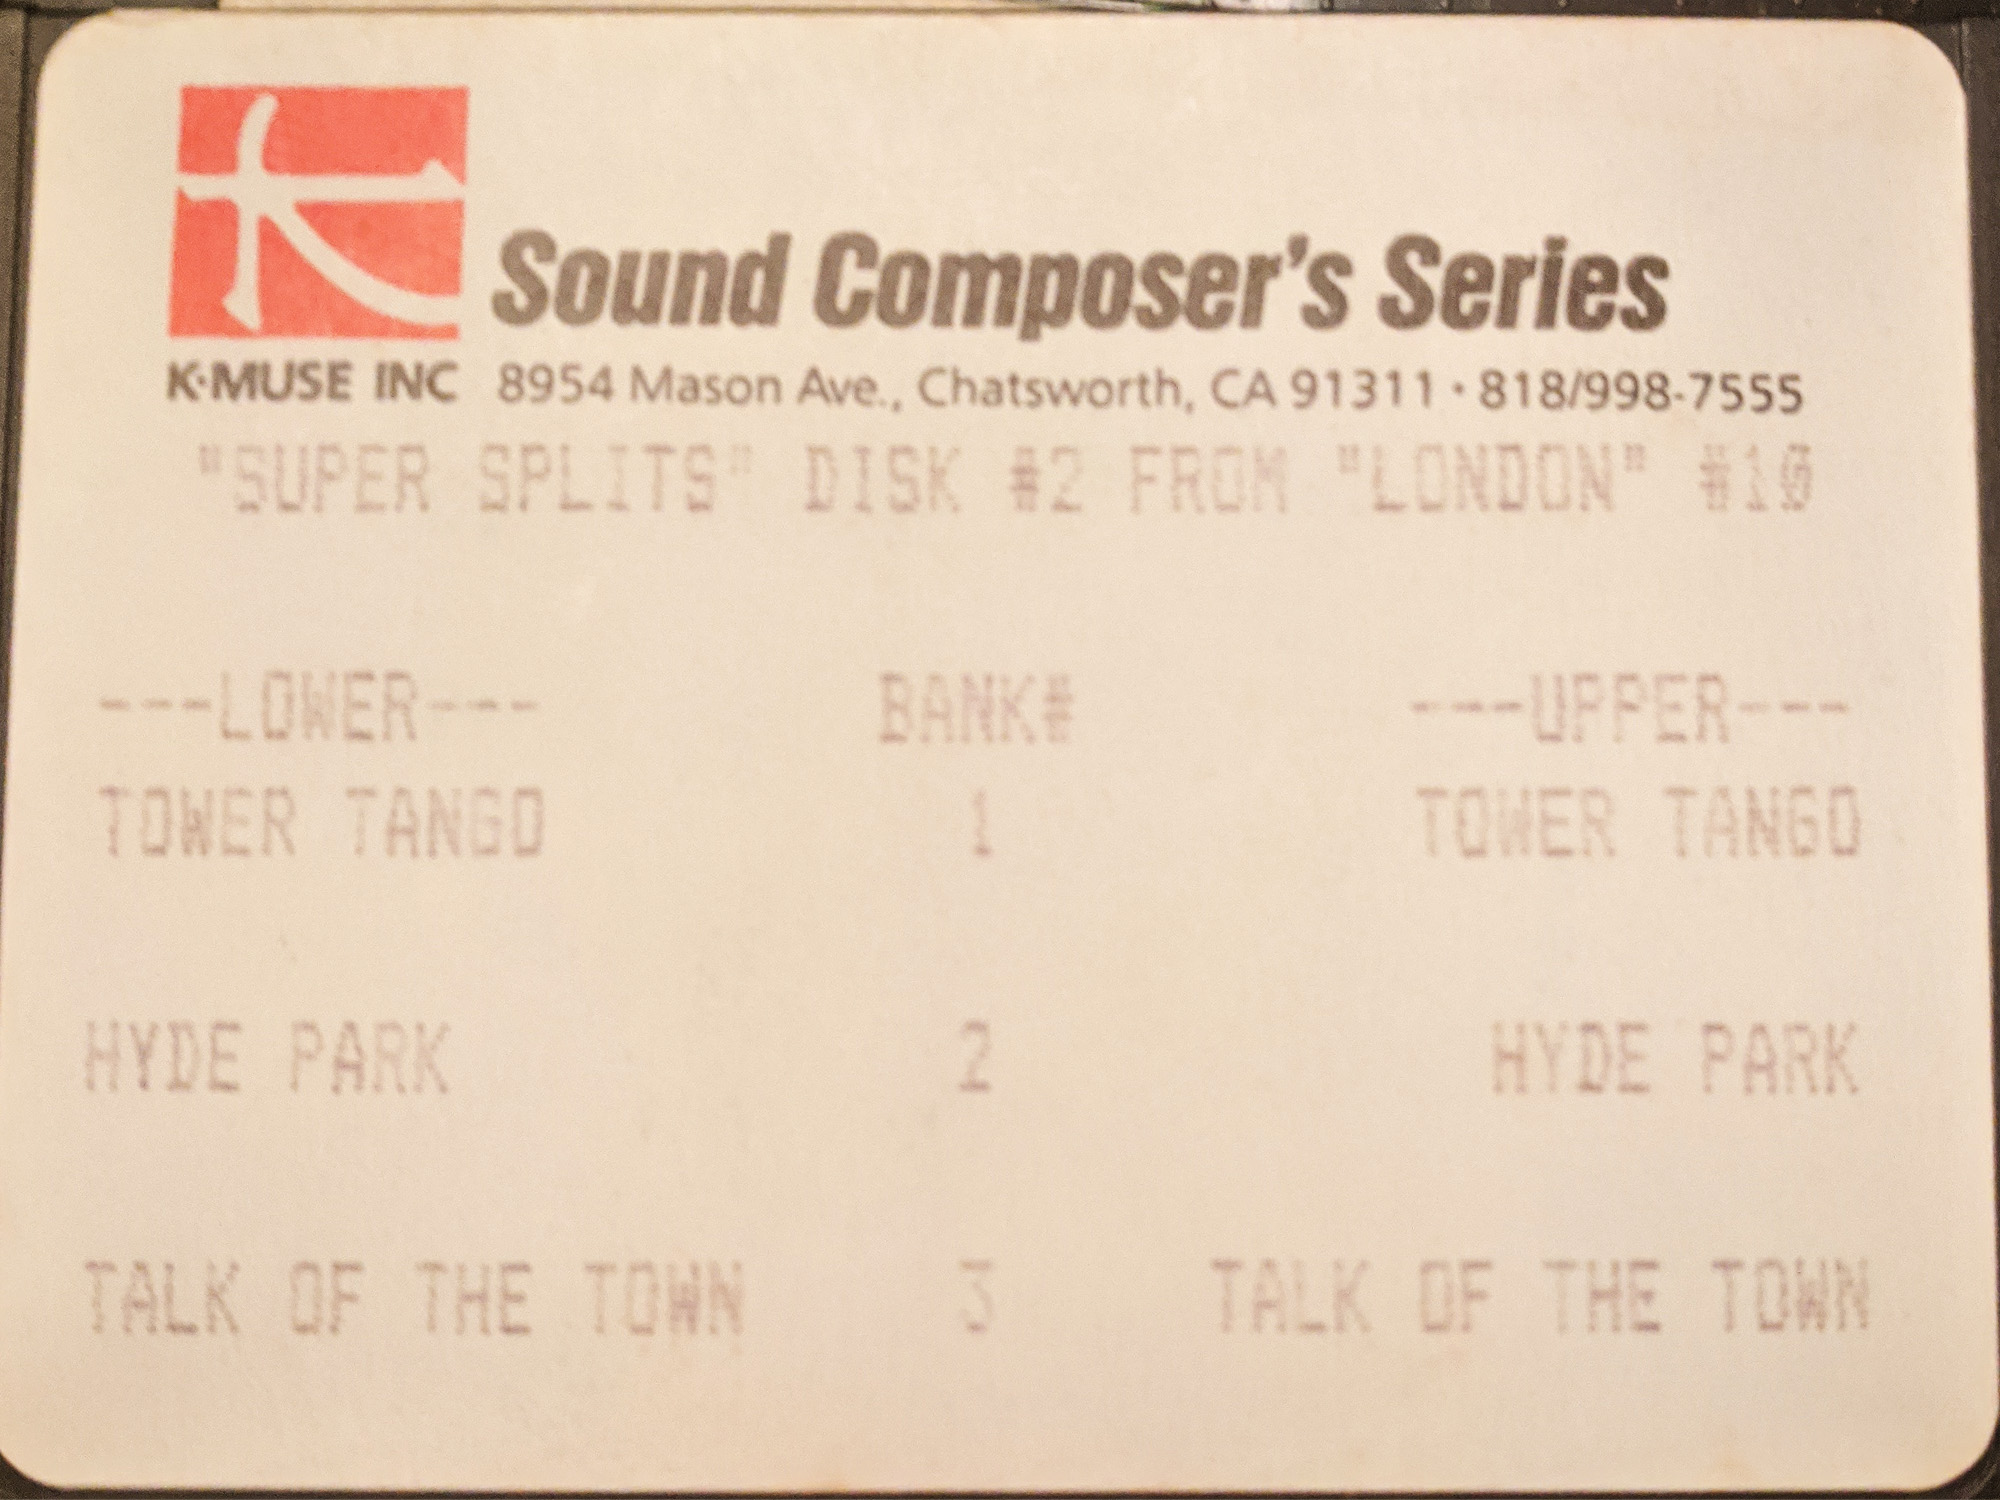 Sound Composer's Series
K·MUSE INC 8954 Mason Ave., Chatsworth, CA 91311 · 818/998-7555
"SUPER SPLITS" DISK #2 FROM "LONDON" #10
---LOWER--- BANK# ---UPPER---
TOWER TANGO 1 TOWER TANGO
HYDE PARK 2 HYDE PARK
TALK OF THE TOWN 3 TALK OF THE TOWN